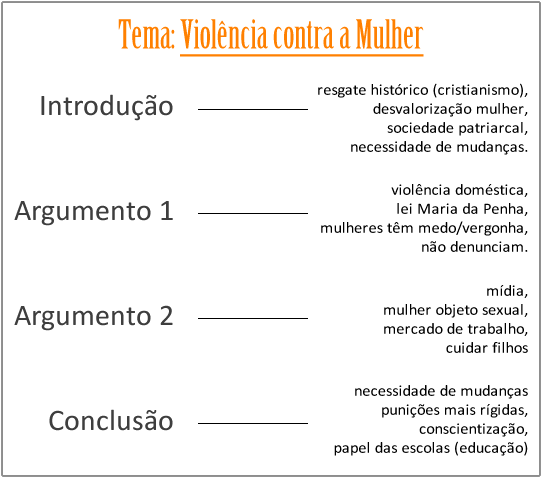 Tema: Violência contra a Mulher
Introdução
resgate histórico (cristianismo),
desvalorização mulher,
sociedade patriarcal,
necessidade de mudanças.
Argumento 1
violência doméstica,
lei Maria da Penha,
mulheres têm medo/vergonha,
não denunciam.
Argumento 2
mídia,
mulher objeto sexual,
mercado de trabalho,
cuidar filhos
Conclusão
necessidade de mudanças
punições mais rígidas,
conscientização,
papel das escolas (educação)